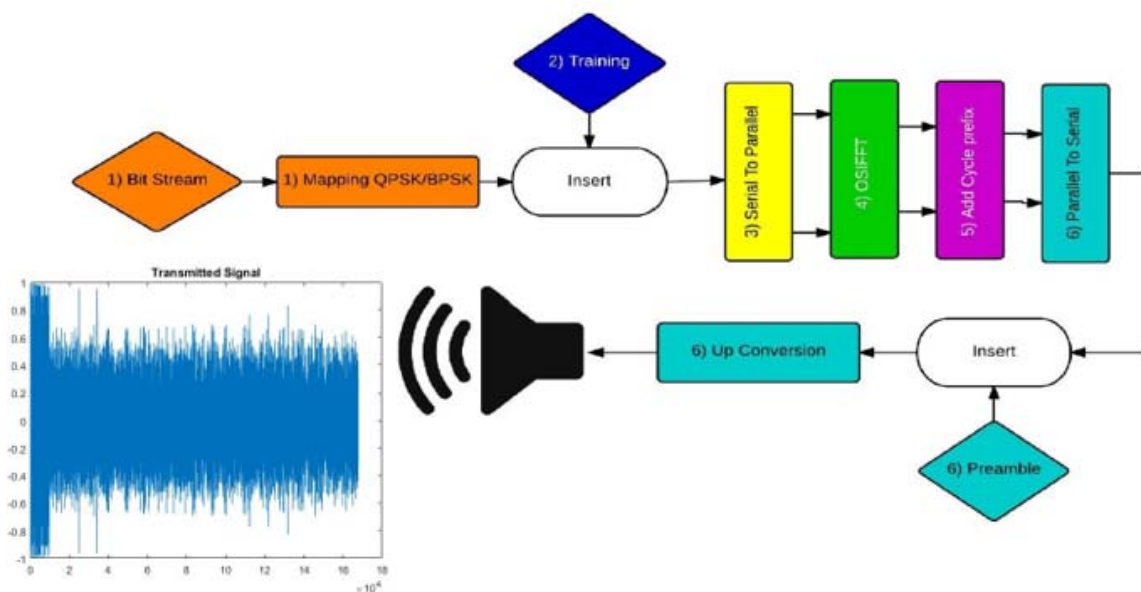 2) Training
1) Bit Stream
1) Mapping QPSK/BPSK
Insert
3) Serial To Parallel
4) OSIFFT
5) Add Cycle prefix
6) Parallel To Serial
Transmitted Signal
1
0.8
0.6
0.4
0.2
0
-0.2
-0.4
-0.6
-0.8
-1
0 2 4 6 8 10 12 14 16 18
6) Up Conversion
Insert
6) Preamble